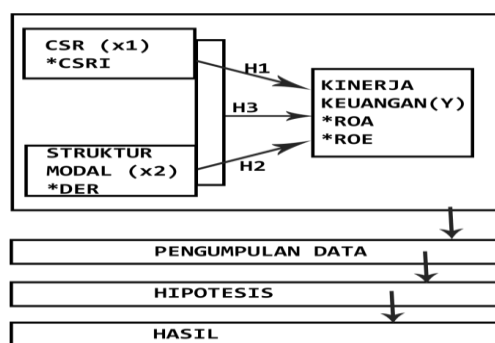 CSR (x1)
*CSRI
H1
H3
KINERJA
KEUANGAN(Y)
*ROA
*ROE
STRUKTUR
MODAL (x2)
*DER
H2
PENGUMPULAN DATA
HIPOTESIS
HASIL